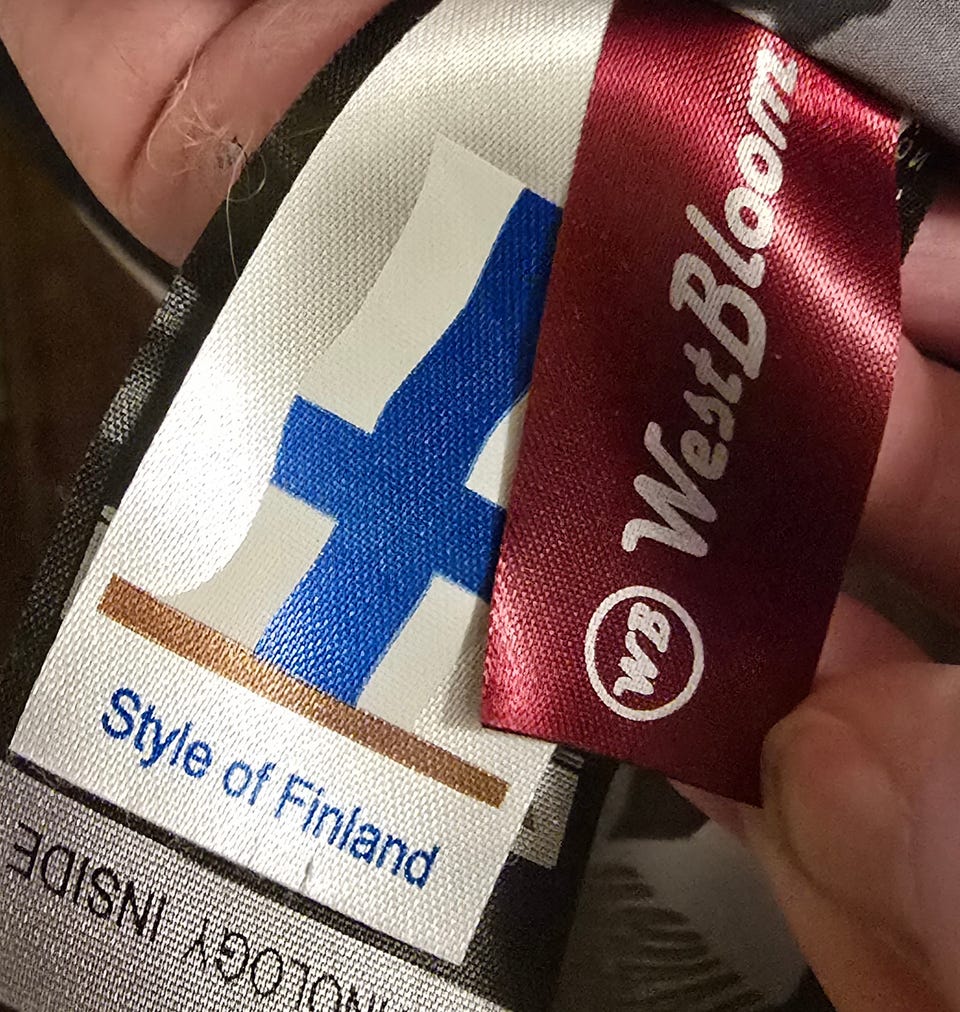 WestBloom
WB
Style of Finland
NOLOGY INSIDE